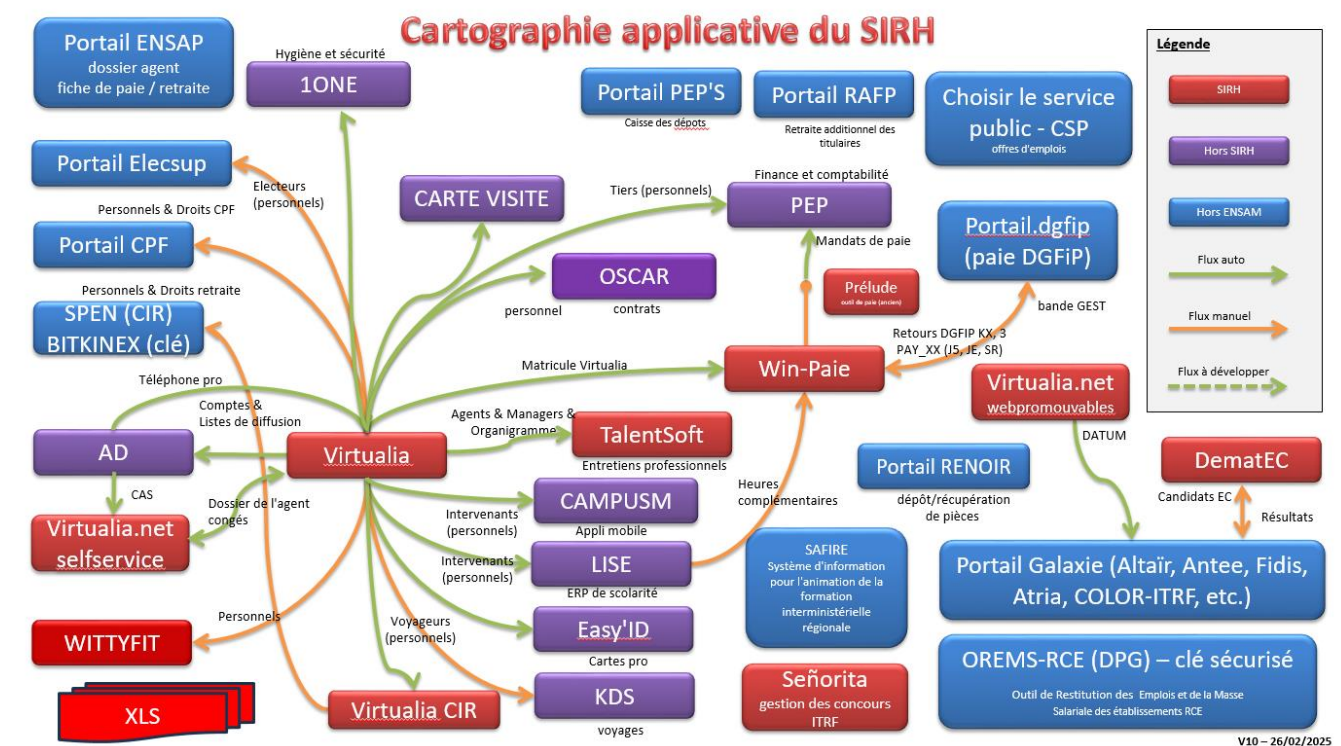 Cartographie applicative du SIRH
Portail ENSAP
dossier agent
fiche de paie / retraite
Hygiène et sécurité
1ONE
Portail PEP'S
Caisse des dépots
Portail RAFP
Retraite additionnel des
titulaires
Choisir le service
public - CSP
offres d'emplois
Légende
SIRH
Hors SIRH
Hors ENSAM
Flux auto
Flux manuel
Flux à développer
Portail Elecsup
Electeurs
(personnels)
Personnels & Droits CPF
Portail CPF
Personnels & Droits retraite
SPEN (CIR)
BITKINEX (clé)
CARTE VISITE
Tiers (personnels)
Finance et comptabilité
PEP
Mandats de paie
Portail.dgfip
(paie DGFiP)
OSCAR
personnel
contrats
Prélude
outil de paie (ancien)
bande GEST
Retours DGFIP KX, 3
PAY_XX (J5, JE, SR)
Matricule Virtualia
Win-Paie
Virtualia.net
webpromouvables
DATUM
Téléphone pro
Comptes &
Listes de diffusion
AD
Virtualia
Agents & Managers &
Organigramme
TalentSoft
Entretiens professionnels
CAS
Dossier de l'agent
congés
Virtualia.net
selfservice
Intervenants
(personnels)
CAMPUSM
Appli mobile
Heures
complémentaires
Portail RENOIR
dépôt/récupération
de pièces
DematEC
Candidats EC
Résultats
Intervenants
(personnels)
LISE
ERP de scolarité
SAFIRE
Système d'information
pour l'animation de la
formation
interministérielle
régionale
Portail Galaxie (Altaïr, Antee, Fidis,
Atria, COLOR-ITRF, etc.)
Personnels
WITTYFIT
Voyageurs
(personnels)
Easy'ID
Cartes pro
XLS
Virtualia CIR
KDS
voyages
Señorita
gestion des concours
ITRF
OREMS-RCE (DPG) – clé sécurisé
Outil de Restitution des Emplois et de la Masse
Salariale des établissements RCE
V10 – 26/02/2025